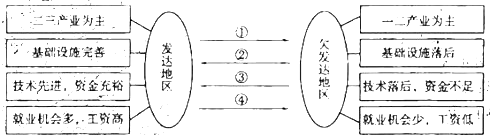 二三产业为主
基础设施完善
技术先进，资金充裕
就业机会多，工资高
发达地区
①
②
③
④
欠发达地区
一二产业为主
基础设施落后
技术落后，资金不足
就业机会少，工资低